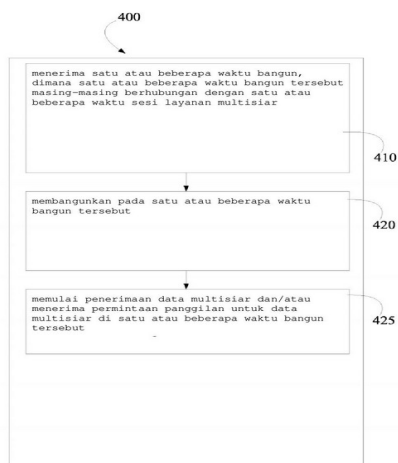 400
menerima satu atau beberapa waktu bangun,
dimana satu atau beberapa waktu bangun tersebut
masing-masing berhubungan dengan satu atau
beberapa waktu sesi layanan multisiar
410
membangunkan pada satu atau beberapa waktu
bangun tersebut
420
memulai penerimaan data multisiar dan/atau
menerima permintaan panggilan untuk data
multisiar di satu atau beberapa waktu bangun
tersebut
425